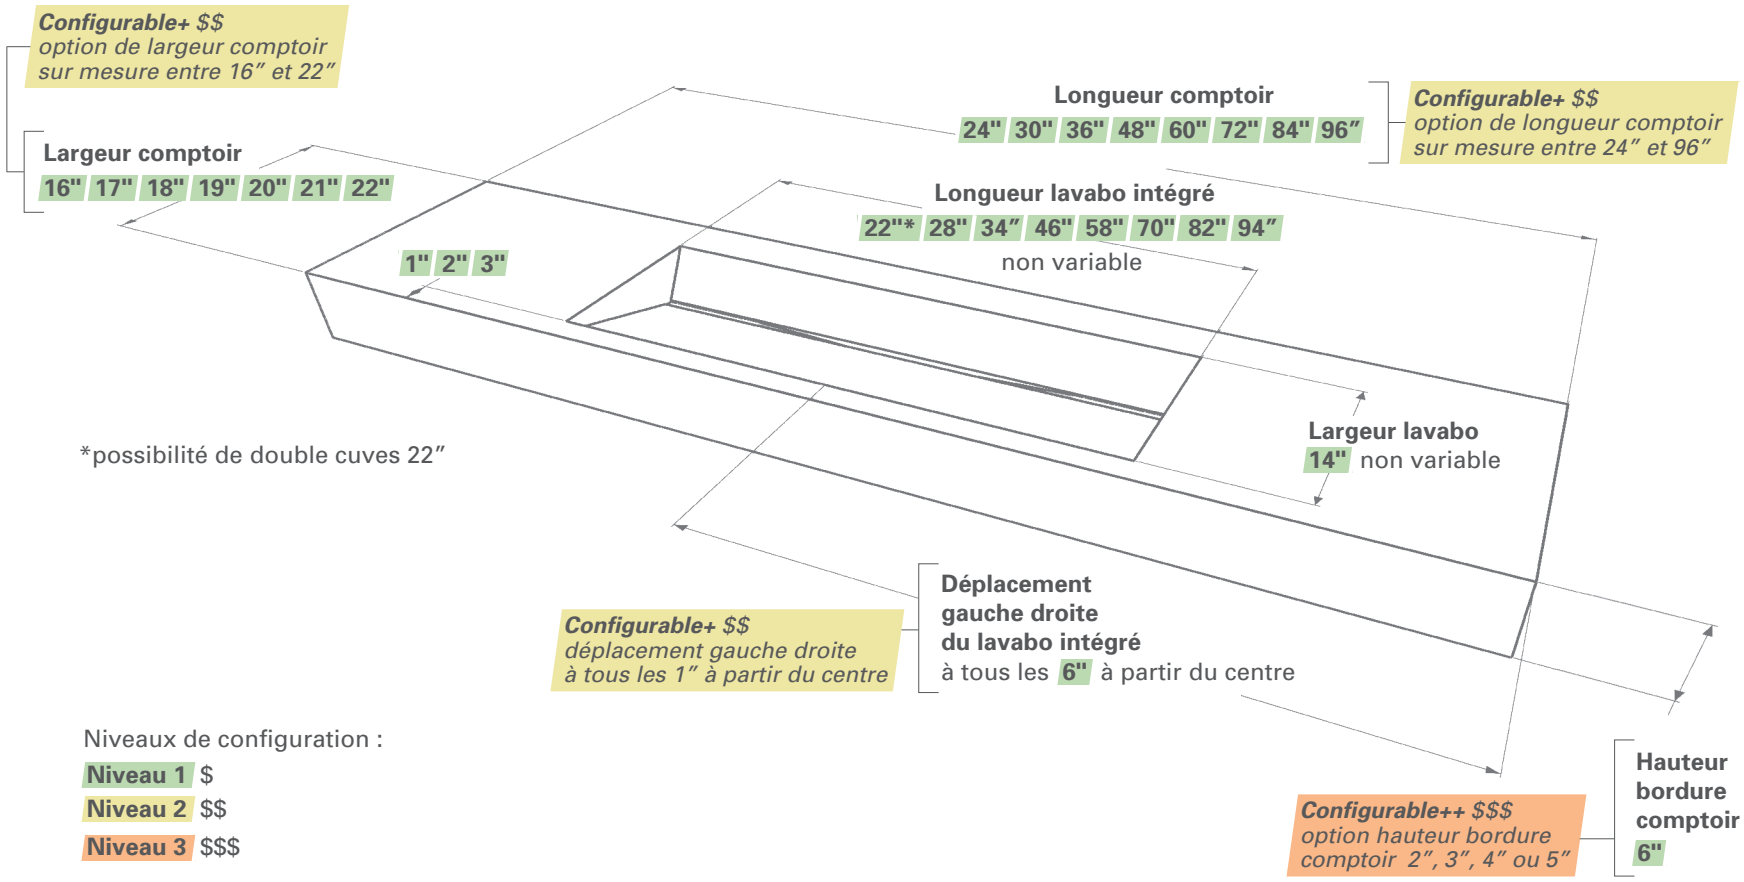 Configurable+ $$
option de largeur comptoir
sur mesure entre 16″ et 22″
Largeur comptoir
16" 17" 18" 19" 20" 21" 22"
Longueur comptoir
24" 30" 36" 48" 60" 72" 84" 96″
Configurable+ $$
option de longueur comptoir
sur mesure entre 24″ et 96″
Longueur lavabo intégré
22"* 28" 34″ 46" 58" 70" 82" 94″
non variable
1" 2" 3"
Largeur lavabo
14" non variable
*possibilité de double cuves 22″
Déplacement
gauche droite
du lavabo intégré
à tous les 6" à partir du centre
Configurable+ $$
déplacement gauche droite
à tous les 1″ à partir du centre
Niveaux de configuration :
Niveau 1 $
Niveau 2 $$
Niveau 3 $$$
Configurable++ $$$
option hauteur bordure
comptoir 2″, 3″, 4″ ou 5″
Hauteur
bordure
comptoir
6"